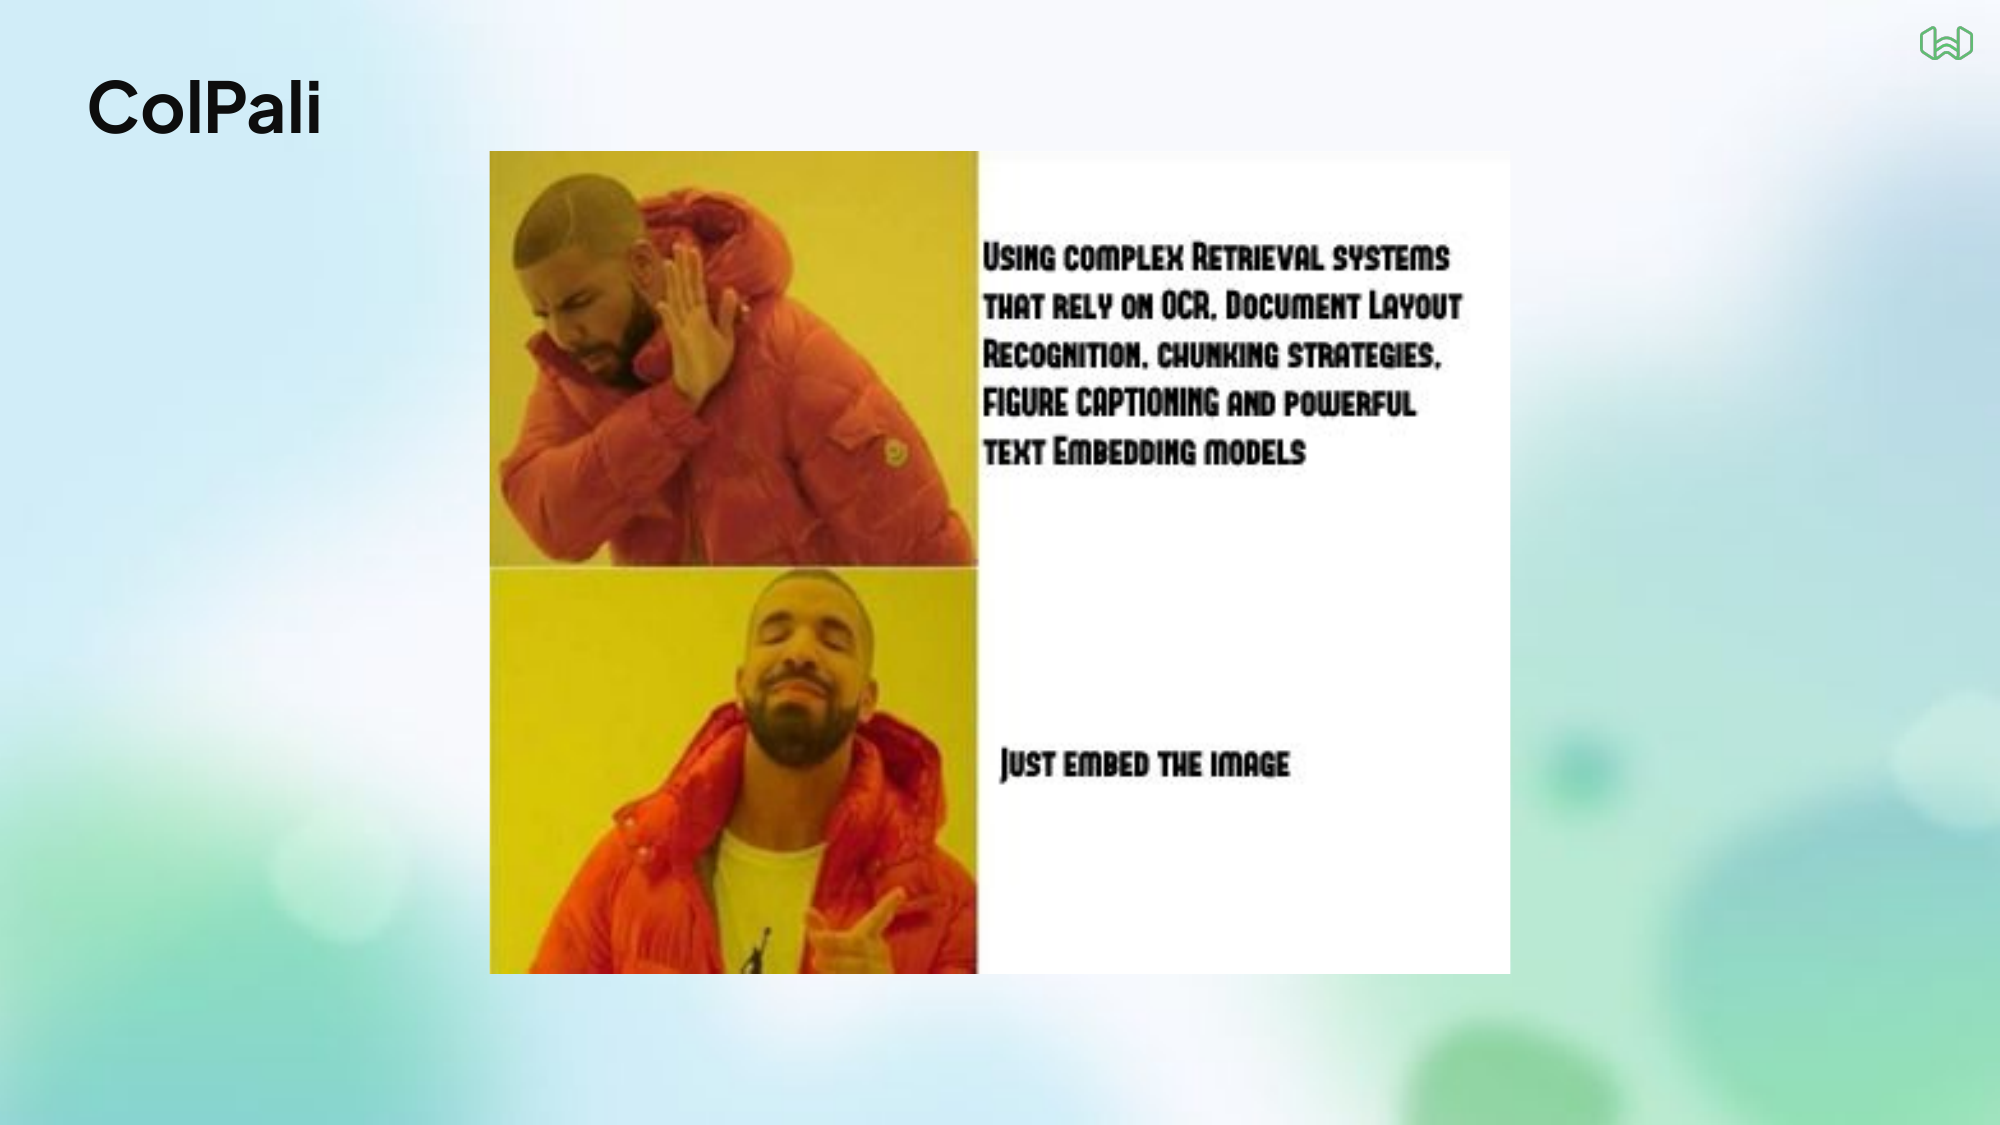 ColPali
Using complex Retrieval systems
that rely on OCR, Document Layout
Recognition, chunking strategies,
figure captioning and powerful
text Embedding models
Just embed the image